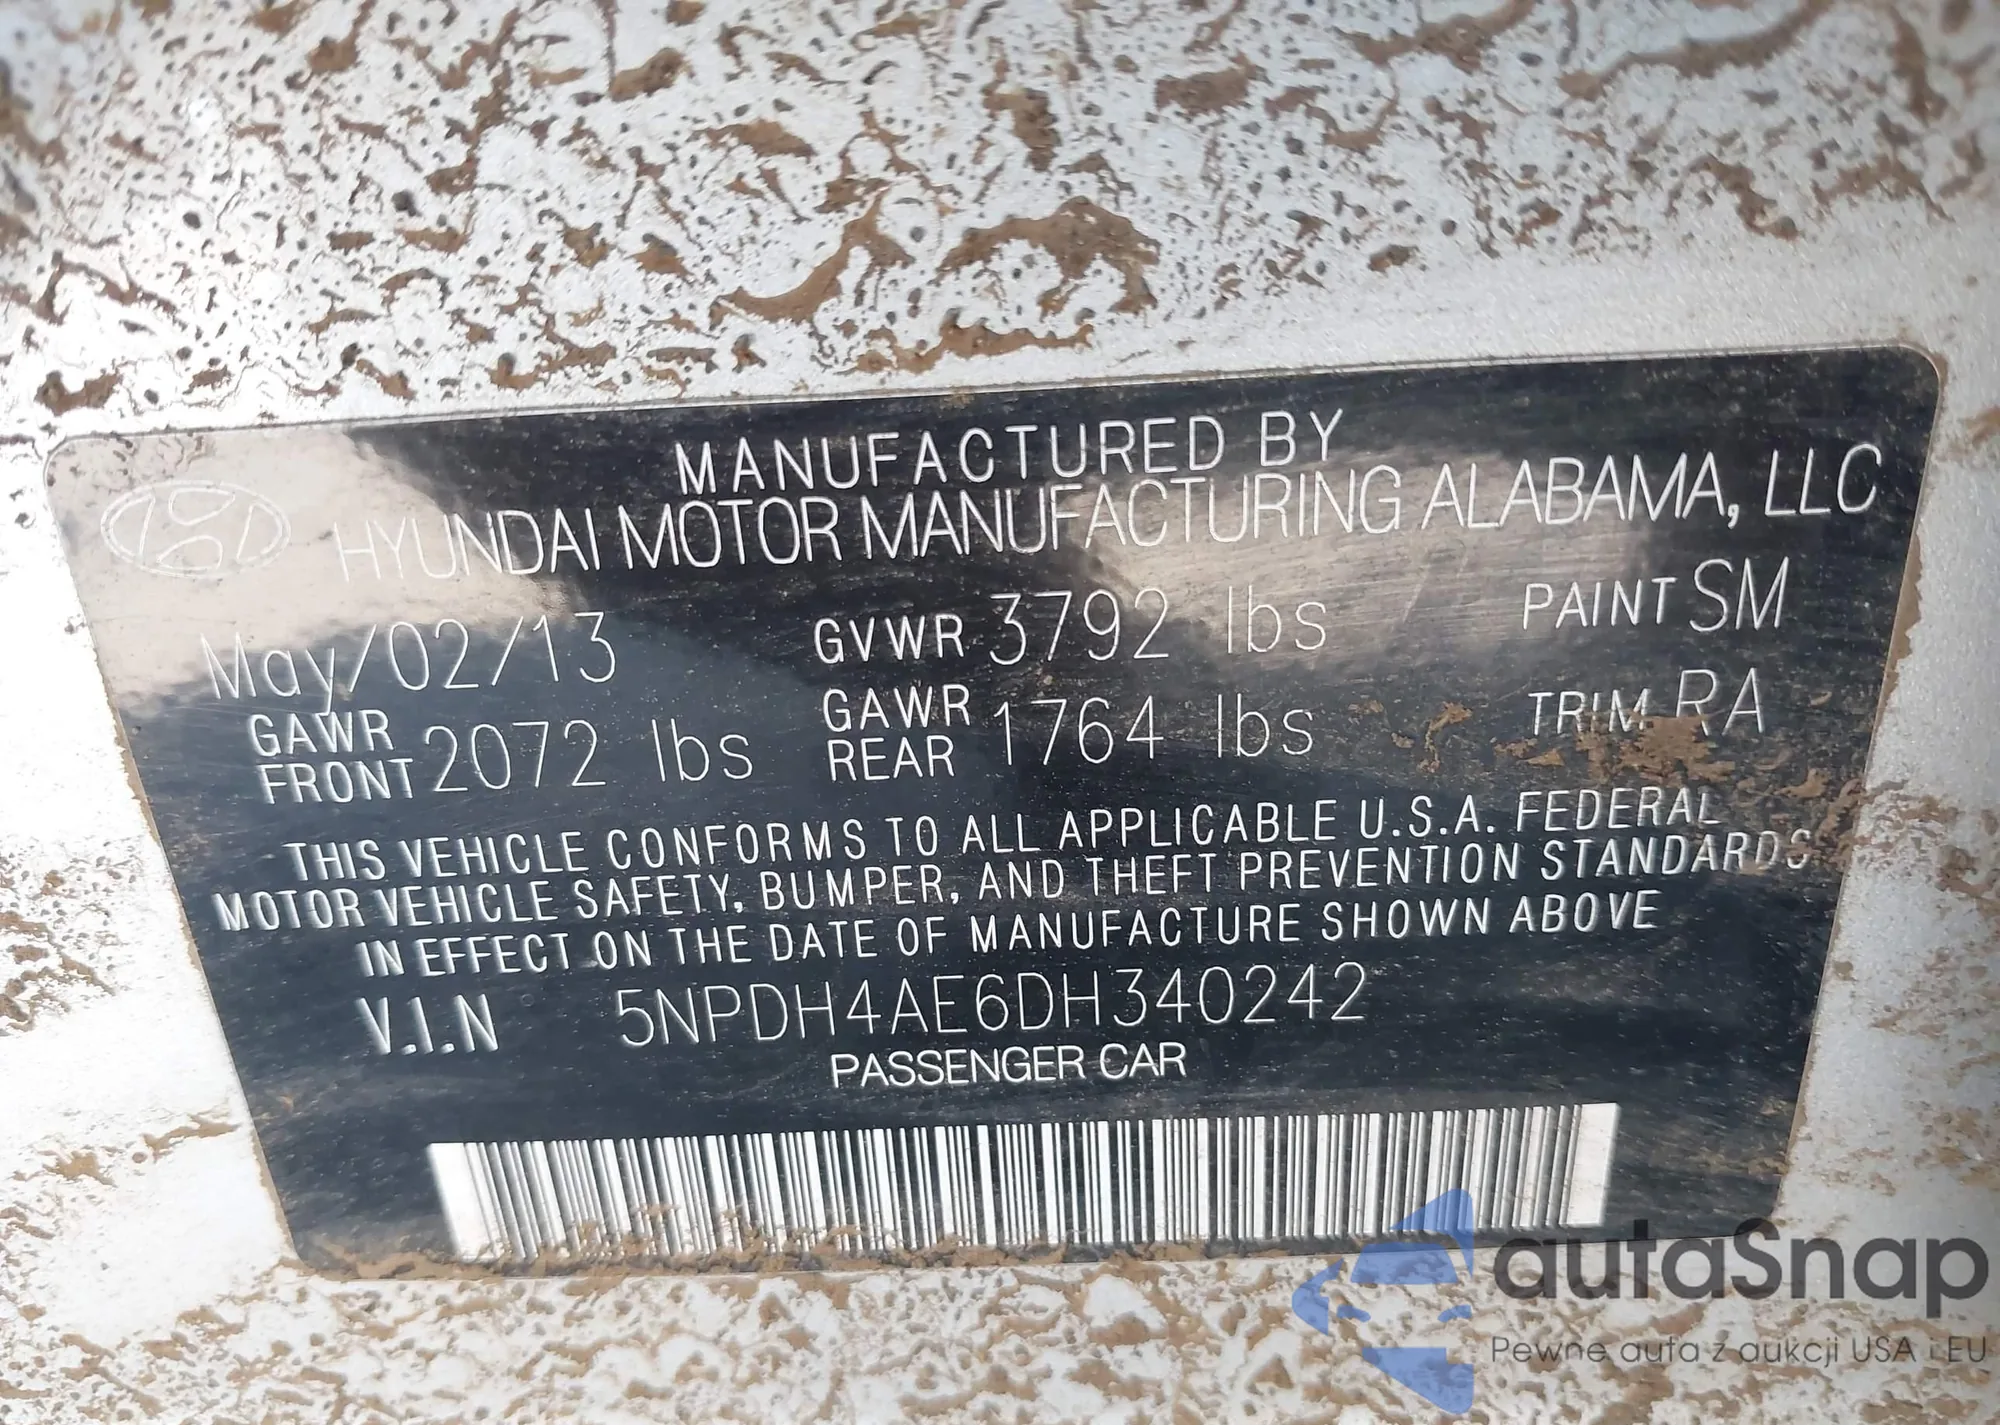 MANUFACTURED BY
HYUNDAI MOTOR MANUFACTURING ALABAMA, LLC
May/02/13 GVWR 3792 lbs PAINT SM
GAWR FRONT 2072 lbs GAWR REAR 1764 lbs TRIM RA
THIS VEHICLE CONFORMS TO ALL APPLICABLE U.S.A. FEDERAL
MOTOR VEHICLE SAFETY, BUMPER, AND THEFT PREVENTION STANDARDS
IN EFFECT ON THE DATE OF MANUFACTURE SHOWN ABOVE
V.I.N 5NPDH4AE6DH340242
PASSENGER CAR
autaSnap
Pewne auta z aukcji USA i EU